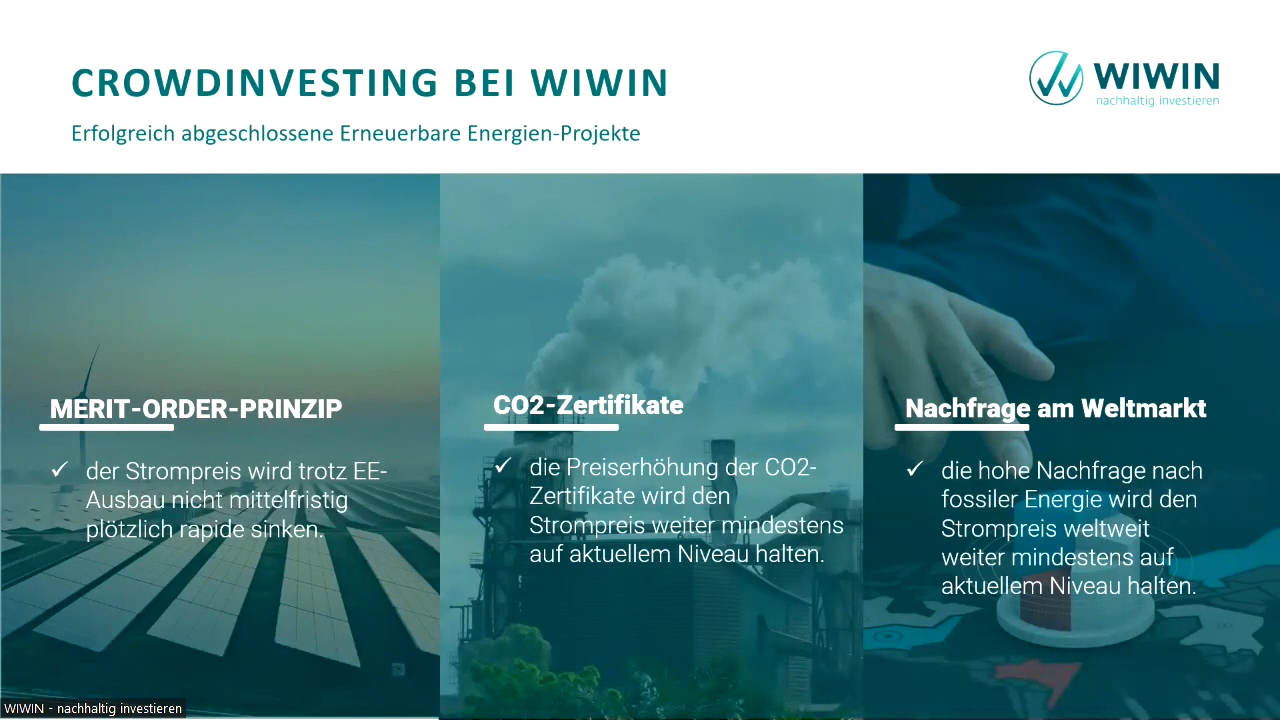 CROWDINVESTING BEI WIWIN
Erfolgreich abgeschlossene Erneuerbare Energien-Projekte
WIWIN
nachhaltig investieren
MERIT-ORDER-PRINZIP
der Strompreis wird trotz EE-
Ausbau nicht mittelfristig
plötzlich rapide sinken.
CO2-Zertifikate
die Preiserhöhung der CO2-
Zertifikate wird den
Strompreis weiter mindestens
auf aktuellem Niveau halten.
Nachfrage am Weltmarkt
die hohe Nachfrage nach
fossiler Energie wird den
Strompreis weltweit
weiter mindestens auf
aktuellem Niveau halten.
WIWIN - nachhaltig investieren